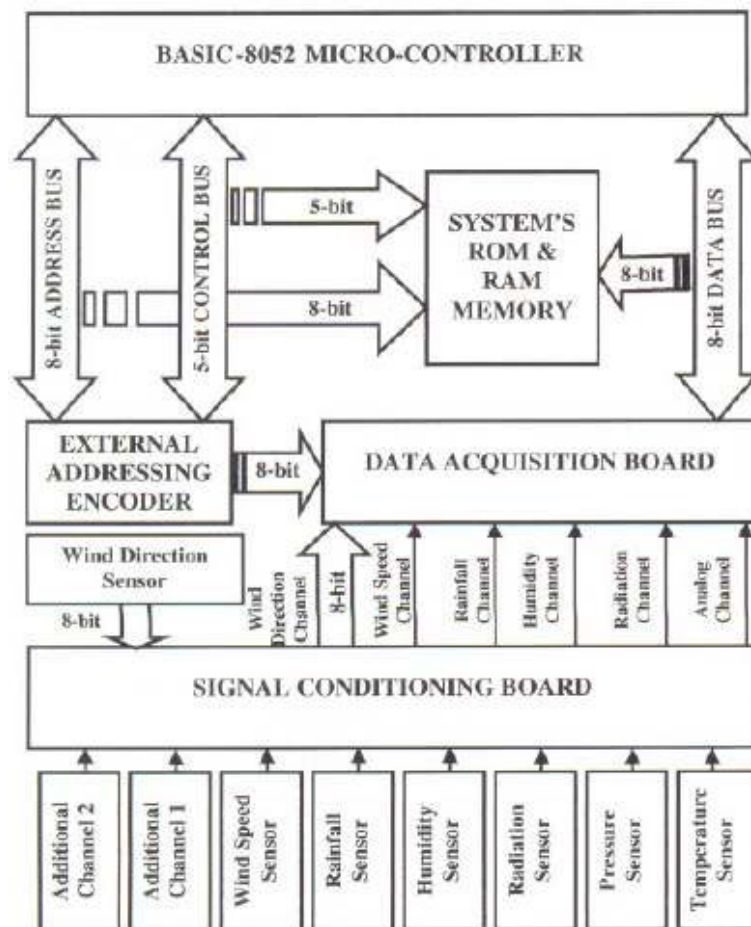 BASIC-8052 MICRO-CONTROLLER
8-bit ADDRESS BUS
5-bit CONTROL BUS
5-bit
8-bit
SYSTEM'S
ROM &
RAM
MEMORY
8-bit
8-bit DATA BUS
EXTERNAL
ADDRESSING
ENCODER
8-bit
DATA ACQUISITION BOARD
Wind Direction
Sensor
8-bit
Wind
Direction
Channel
8-bit
Wind Speed
Channel
Rainfall
Channel
Humidity
Channel
Radiation
Channel
Analog
Channel
SIGNAL CONDITIONING BOARD
Additional
Channel 2
Additional
Channel 1
Wind Speed
Sensor
Rainfall
Sensor
Humidity
Sensor
Radiation
Sensor
Pressure
Sensor
Temperature
Sensor